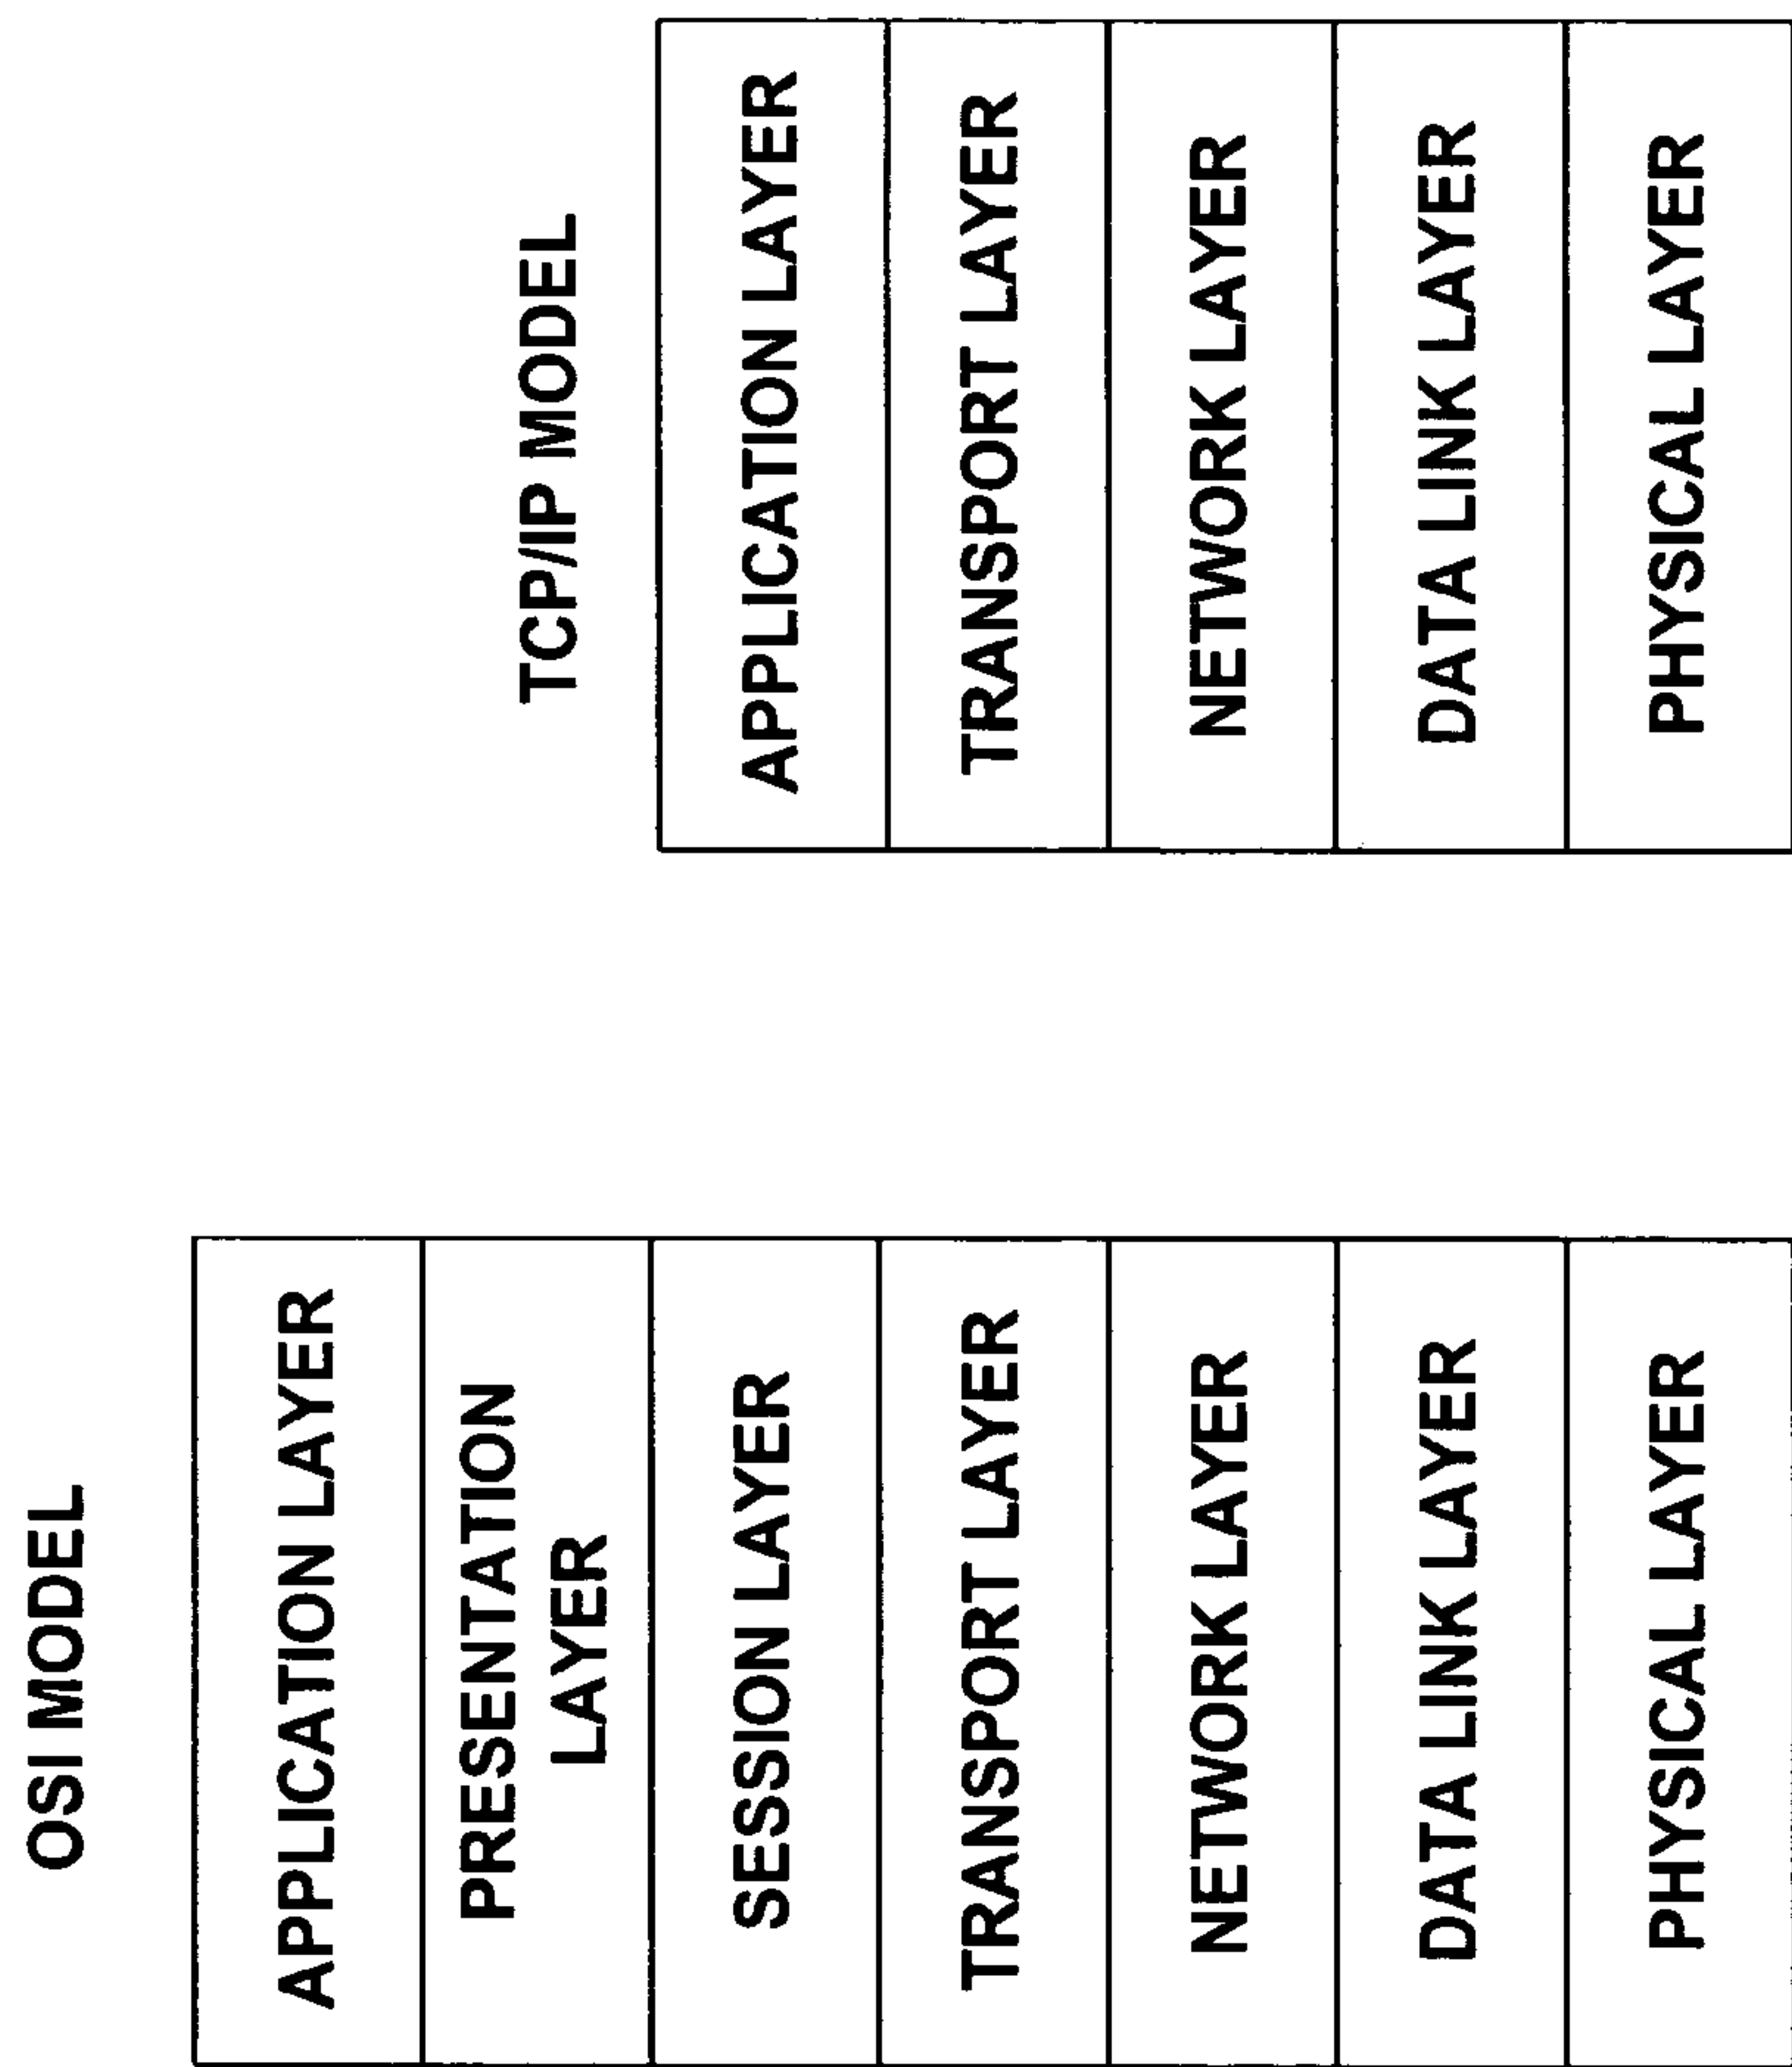 OSI MODEL
APPLICATION LAYER
PRESENTATION
LAYER
SESSION LAYER
TRANSPORT LAYER
NETWORK LAYER
DATA LINK LAYER
PHYSICAL LAYER
TCP/IP MODEL
APPLICATION LAYER
TRANSPORT LAYER
NETWORK LAYER
DATA LINK LAYER
PHYSICAL LAYER